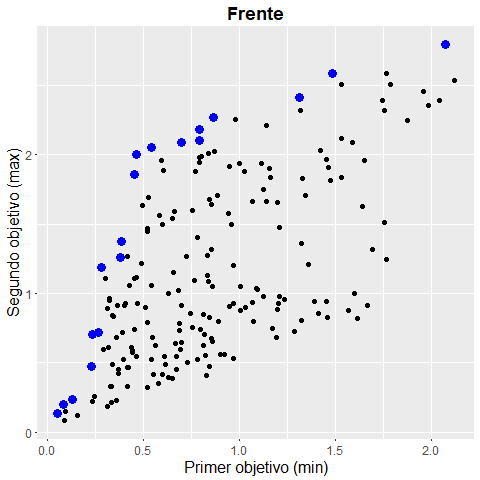 Frente
Segundo objetivo (max)
2
1
0
0.0 0.5 1.0 1.5 2.0
Primer objetivo (min)